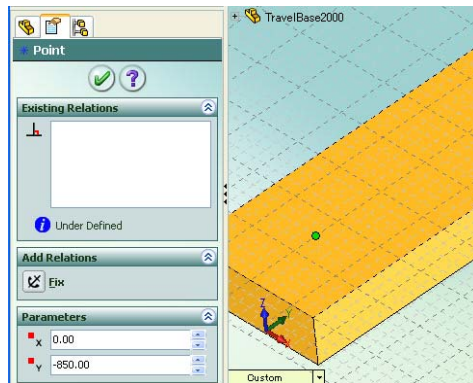 TravelBase2000
Point
Existing Relations
Under Defined
Add Relations
Fix
Parameters
X 0.00
Y -850.00
Z
Y
X
Custom